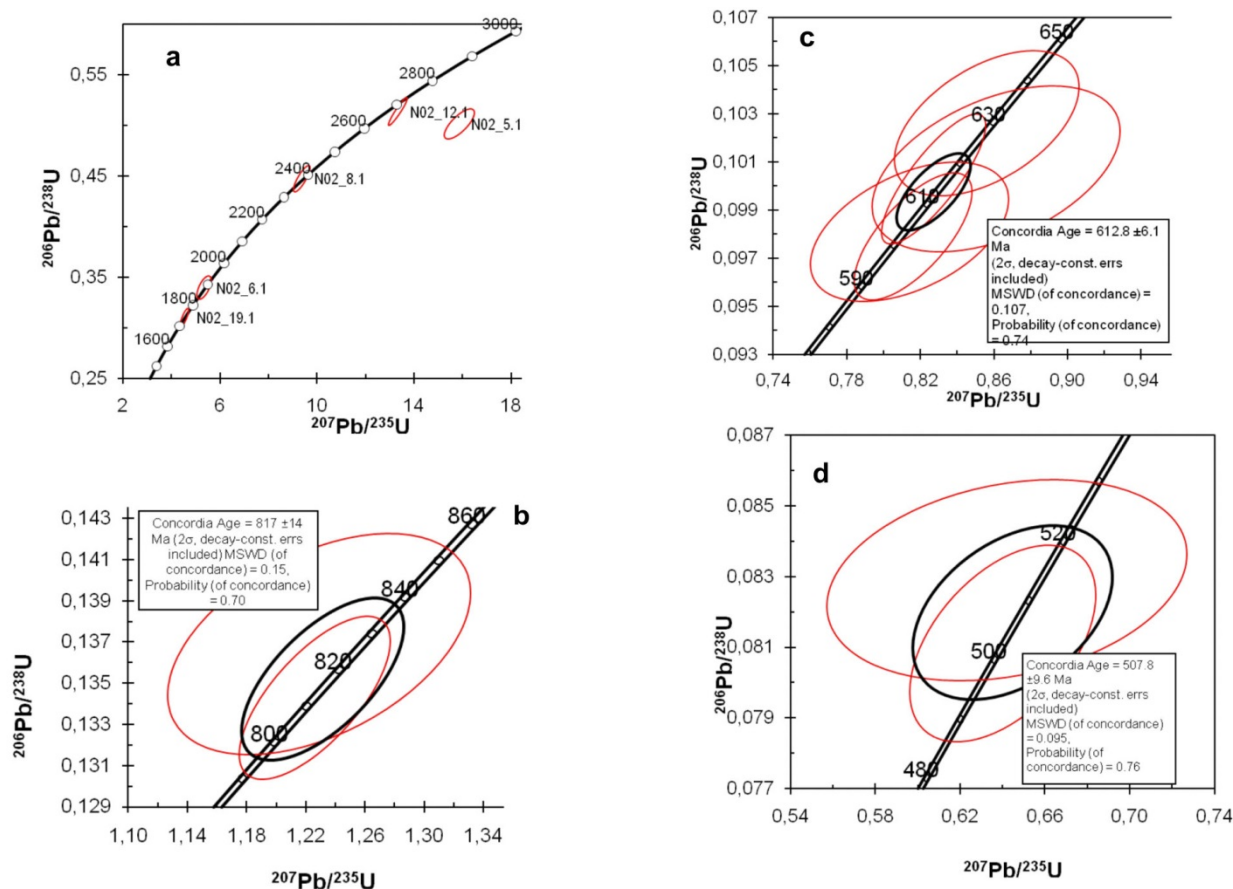 a
0,55
0,45
0,35
0,25
²⁰⁶Pb/²³⁸U
3000
2800
2600
2400
2200
2000
1800
1600
N02_12.1
N02_5.1
N02_8.1
N02_6.1
N02_19.1
2 6 10 14 18
²⁰⁷Pb/²³⁵U
c
0,107
0,105
0,103
0,101
0,099
0,097
0,095
0,093
²⁰⁶Pb/²³⁸U
650
630
610
590
Concordia Age = 612.8 ±6.1
Ma
(2σ, decay-const. errs
included)
MSWD (of concordance) =
0.107,
Probability (of concordance)
= 0.74
0,74 0,78 0,82 0,86 0,90 0,94
²⁰⁷Pb/²³⁵U
b
0,143
0,141
0,139
0,137
0,135
0,133
0,131
0,129
²⁰⁶Pb/²³⁸U
Concordia Age = 817 ±14
Ma (2σ, decay-const. errs
included) MSWD (of
concordance) = 0.15,
Probability (of concordance)
= 0.70
860
840
820
800
1,10 1,14 1,18 1,22 1,26 1,30 1,34
²⁰⁷Pb/²³⁵U
d
0,087
0,085
0,083
0,081
0,079
0,077
²⁰⁶Pb/²³⁸U
520
500
480
Concordia Age = 507.8
±9.6 Ma
(2σ, decay-const. errs
included)
MSWD (of concordance)
= 0.095,
Probability (of
concordance) = 0.76
0,54 0,58 0,62 0,66 0,70 0,74
²⁰⁷Pb/²³⁵U